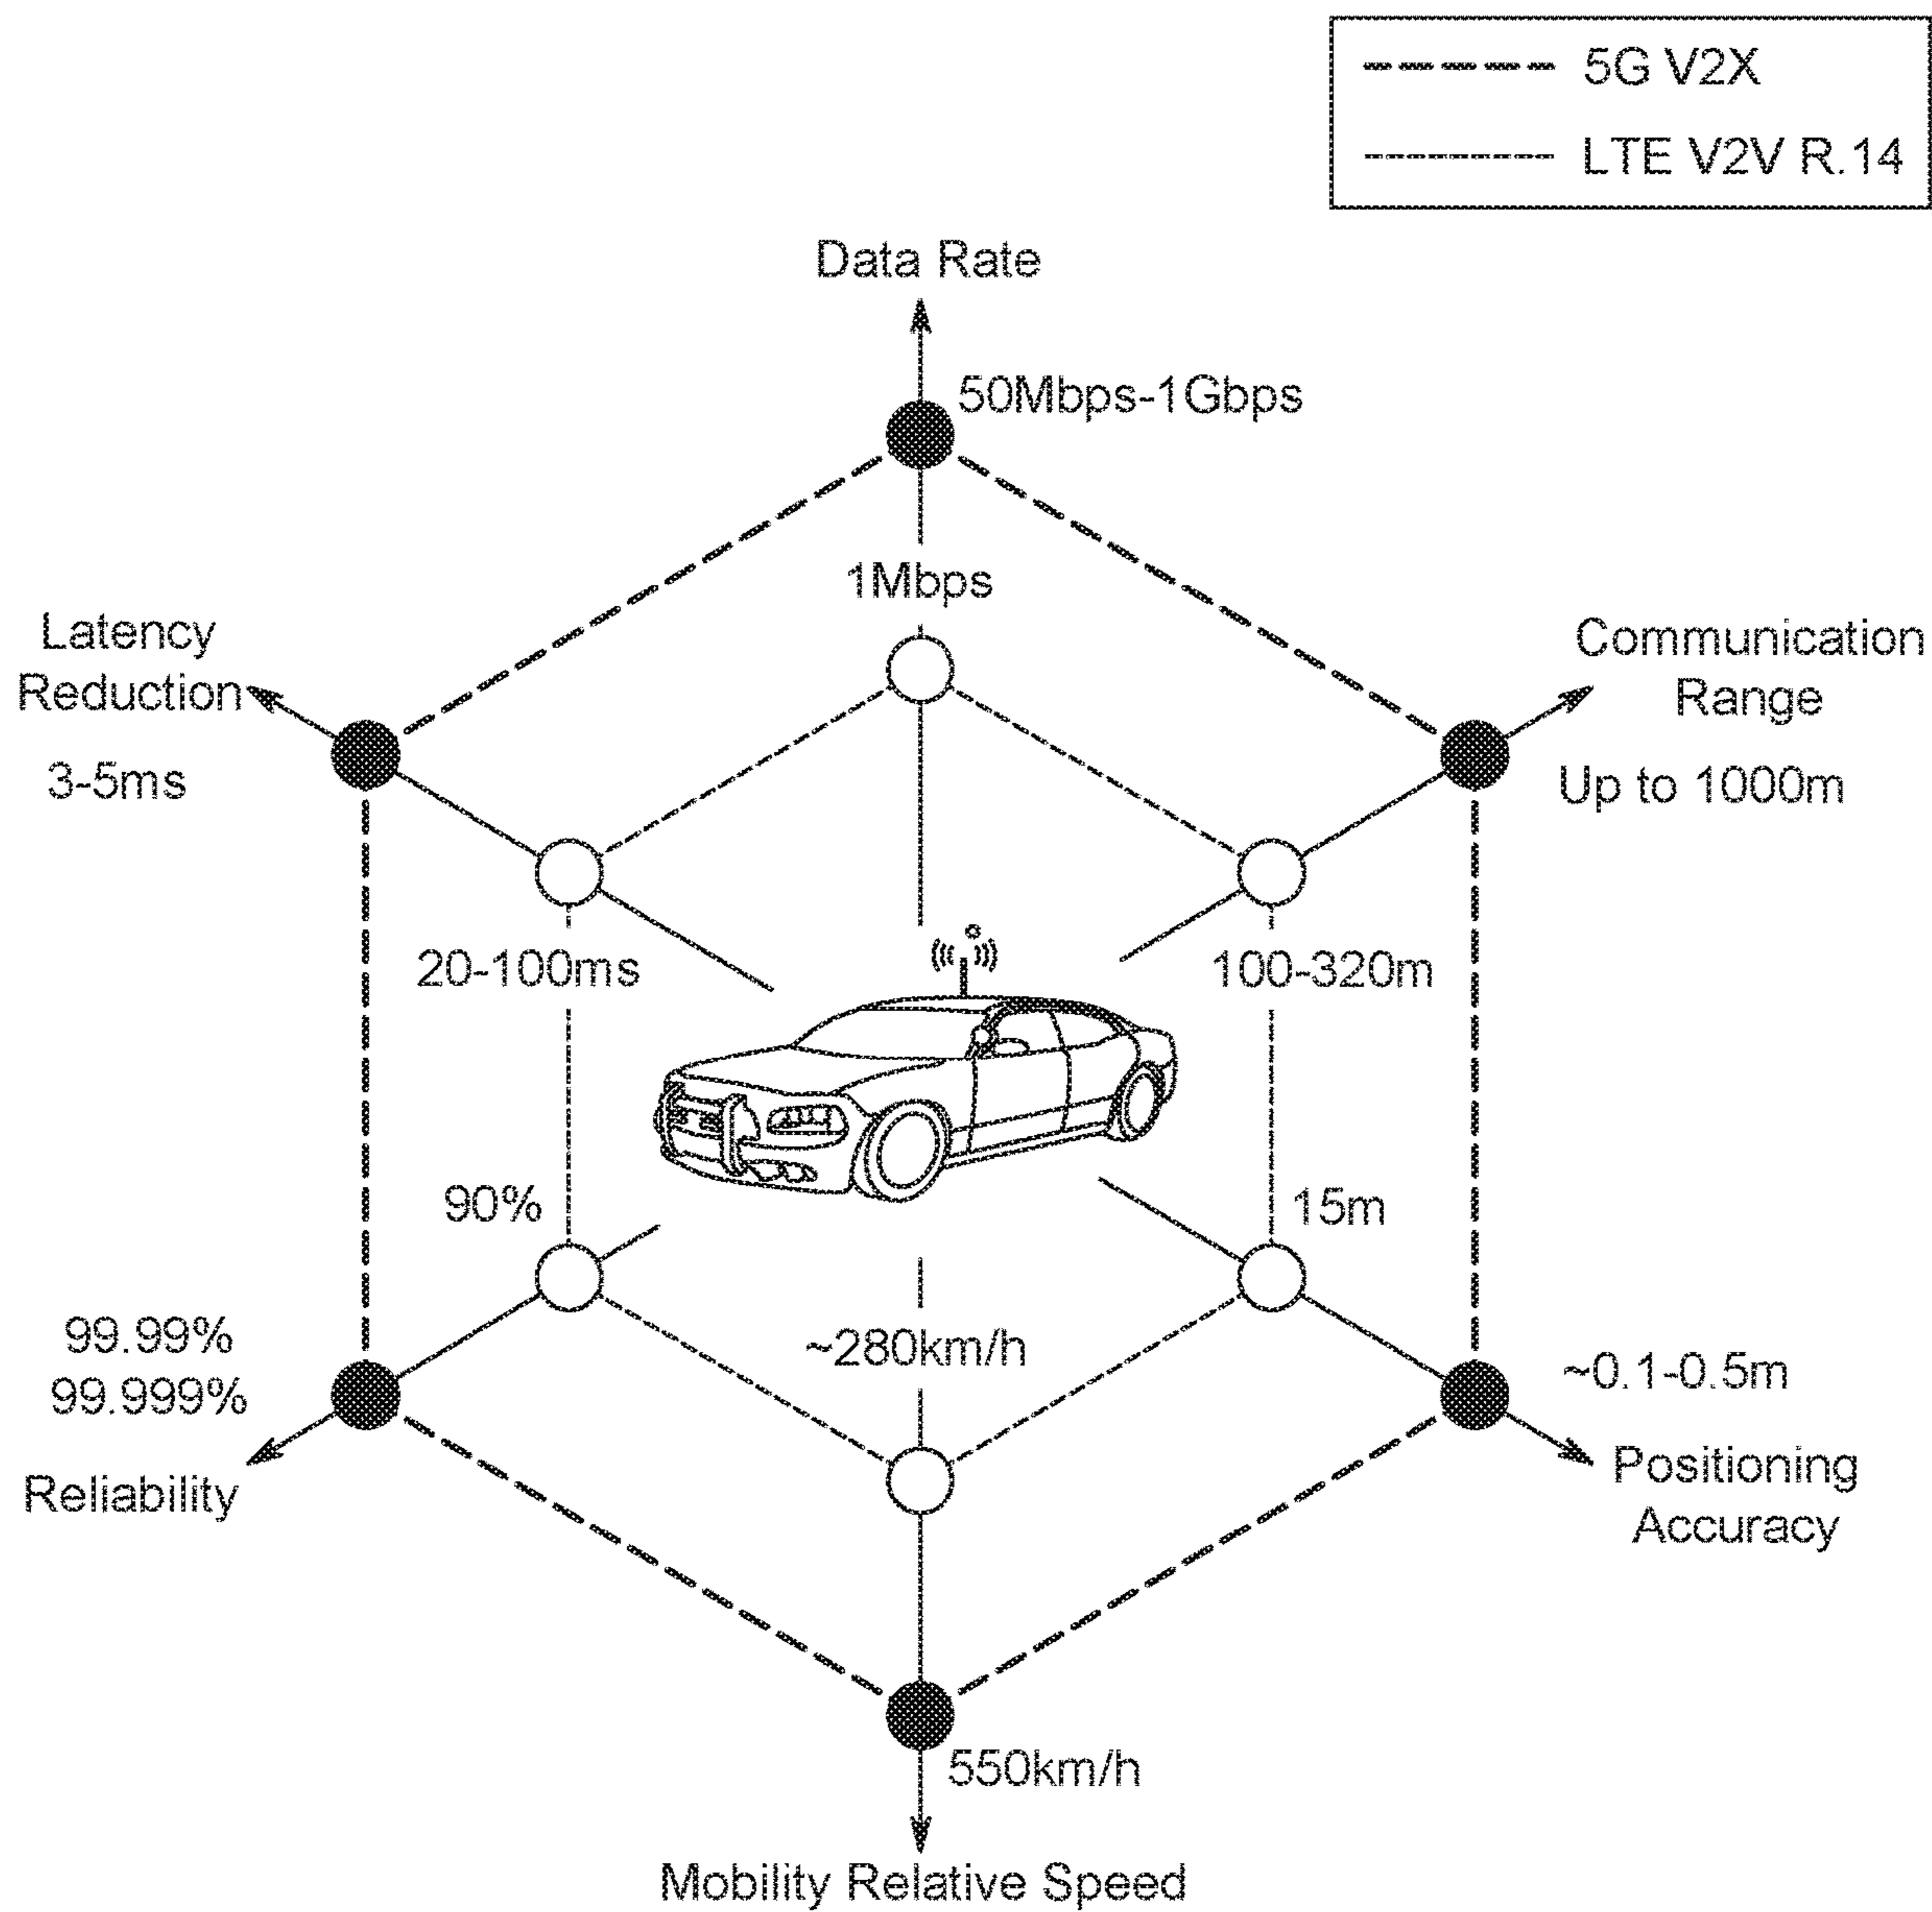 5G V2X
LTE V2V R.14
Data Rate
50Mbps-1Gbps
1Mbps
Latency
Reduction
3-5ms
Communication
Range
Up to 1000m
20-100ms
100-320m
90%
15m
99.99%
99.999%
Reliability
~280km/h
~0.1-0.5m
Positioning
Accuracy
550km/h
Mobility Relative Speed